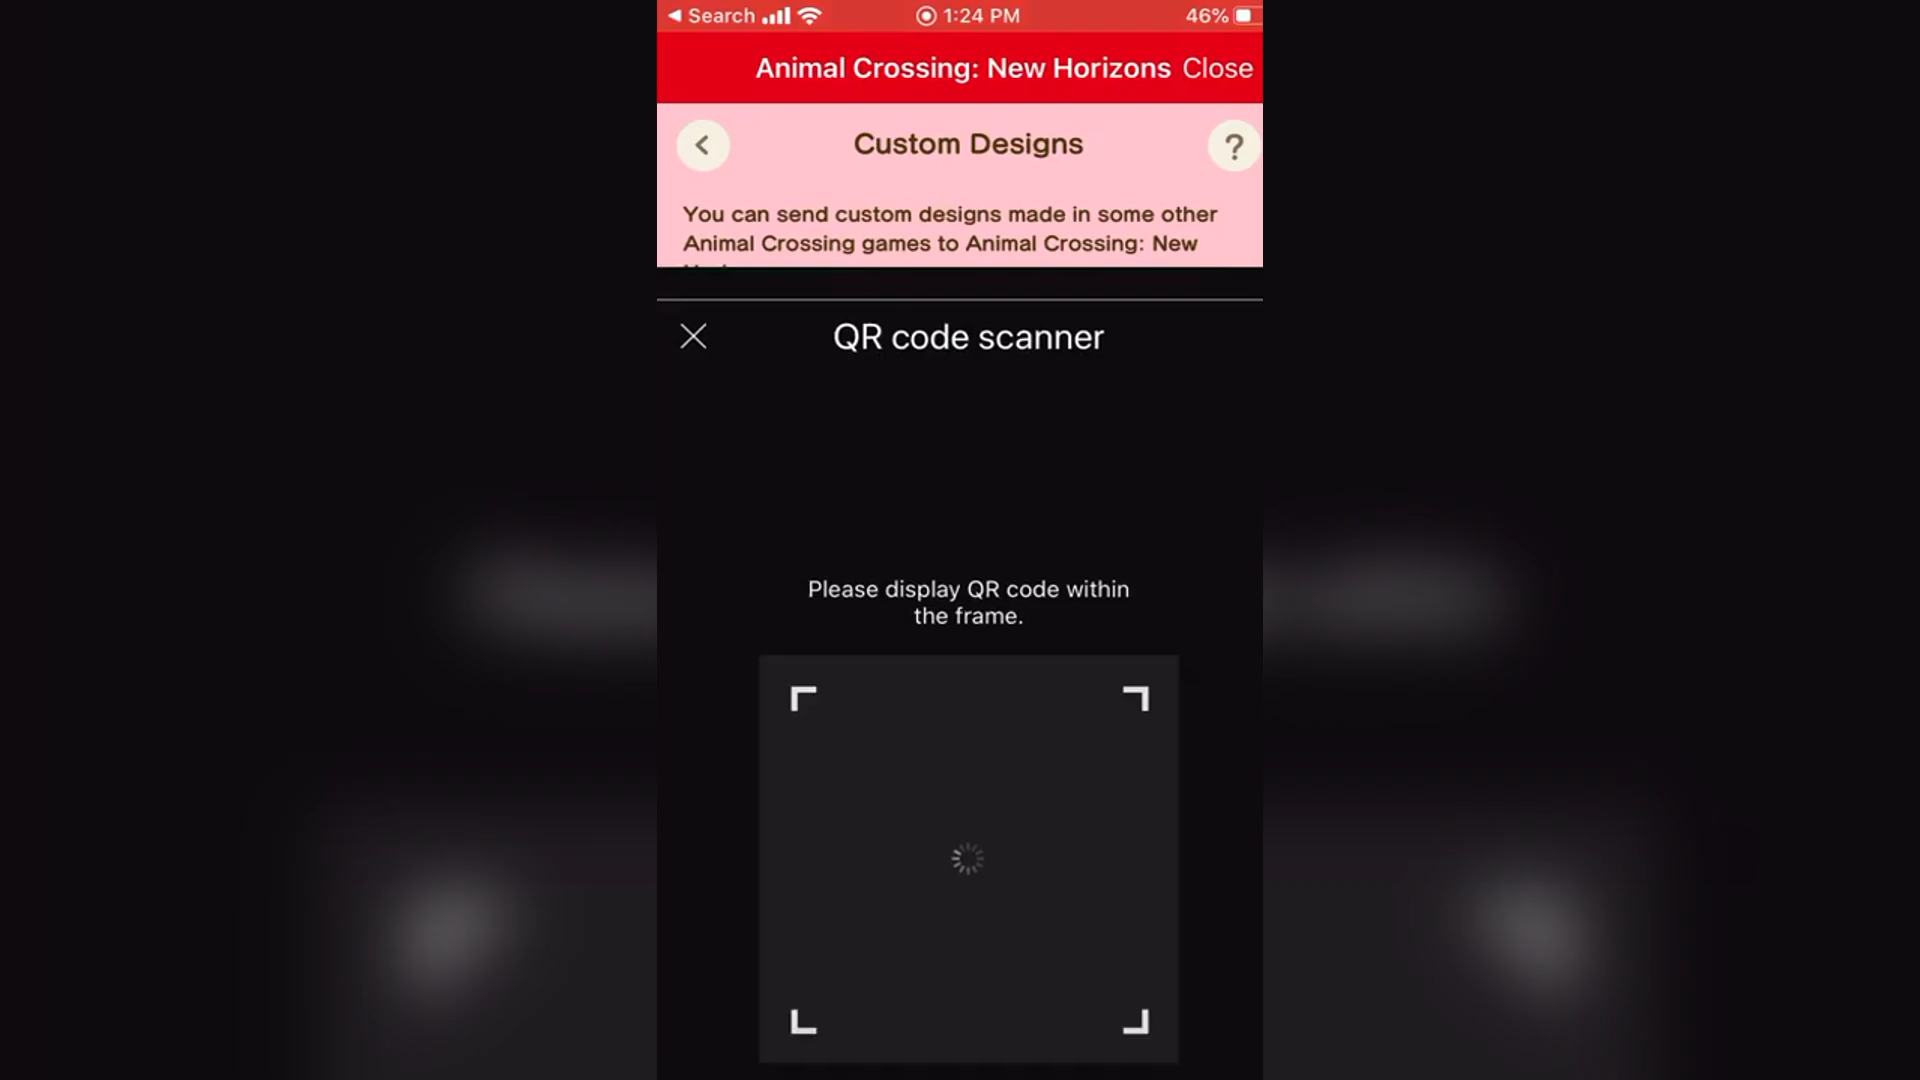 Search 1:24 PM 46%
Animal Crossing: New Horizons Close
Custom Designs ?
You can send custom designs made in some other
Animal Crossing games to Animal Crossing: New
QR code scanner
Please display QR code within
the frame.